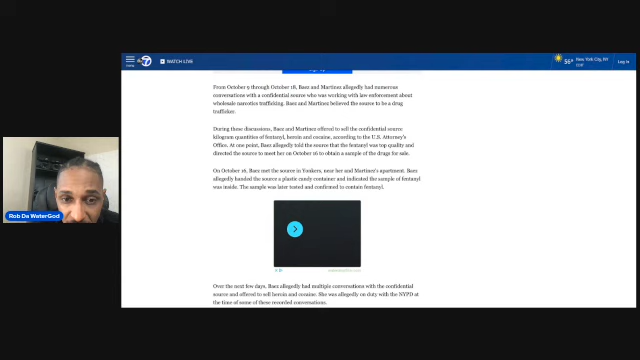 7
WATCH LIVE
56°
New York City, NY
Log in
From October 9 through October 18, Baez and Martinez allegedly had numerous
conversations with a confidential source who was working with law enforcement about
wholesale narcotics trafficking. Baez and Martinez believed the source to be a drug
trafficker.
During these discussions, Baez and Martinez offered to sell the confidential source
kilogram quantities of fentanyl, heroin and cocaine, according to the U.S. Attorney's
Office. At one point, Baez allegedly told the source that the fentanyl was top quality and
directed the source to meet her on October 16 to obtain a sample of the drugs for sale.
On October 16, Baez met the source in Yonkers, near her and Martinez's apartment. Baez
allegedly handed the source a plastic candy container and indicated the sample of fentanyl
was inside. The sample was later tested and confirmed to contain fentanyl.
Rob Da WaterGod
Over the next few days, Baez allegedly had multiple conversations with the confidential
source and offered to sell heroin and cocaine. She was allegedly on duty with the NYPD at
the time of some of these recorded conversations.